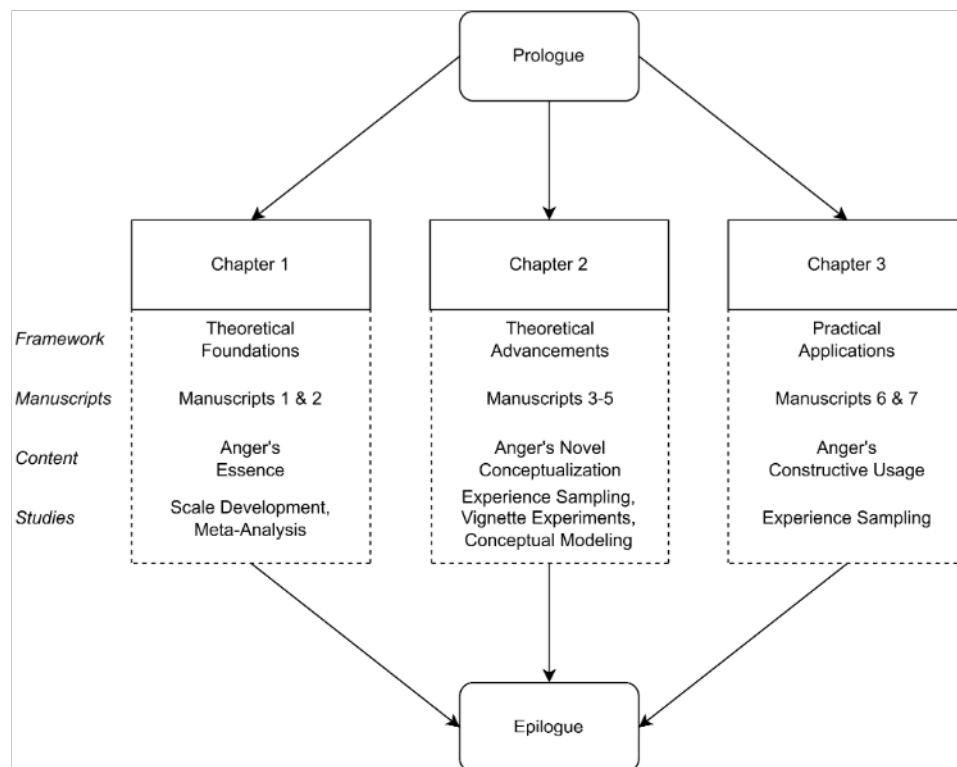 Prologue
Chapter 1
Chapter 2
Chapter 3
Framework
Theoretical
Foundations
Theoretical
Advancements
Practical
Applications
Manuscripts
Manuscripts 1 & 2
Manuscripts 3-5
Manuscripts 6 & 7
Content
Anger's
Essence
Anger's Novel
Conceptualization
Anger's
Constructive Usage
Studies
Scale Development,
Meta-Analysis
Experience Sampling,
Vignette Experiments,
Conceptual Modeling
Experience Sampling
Epilogue